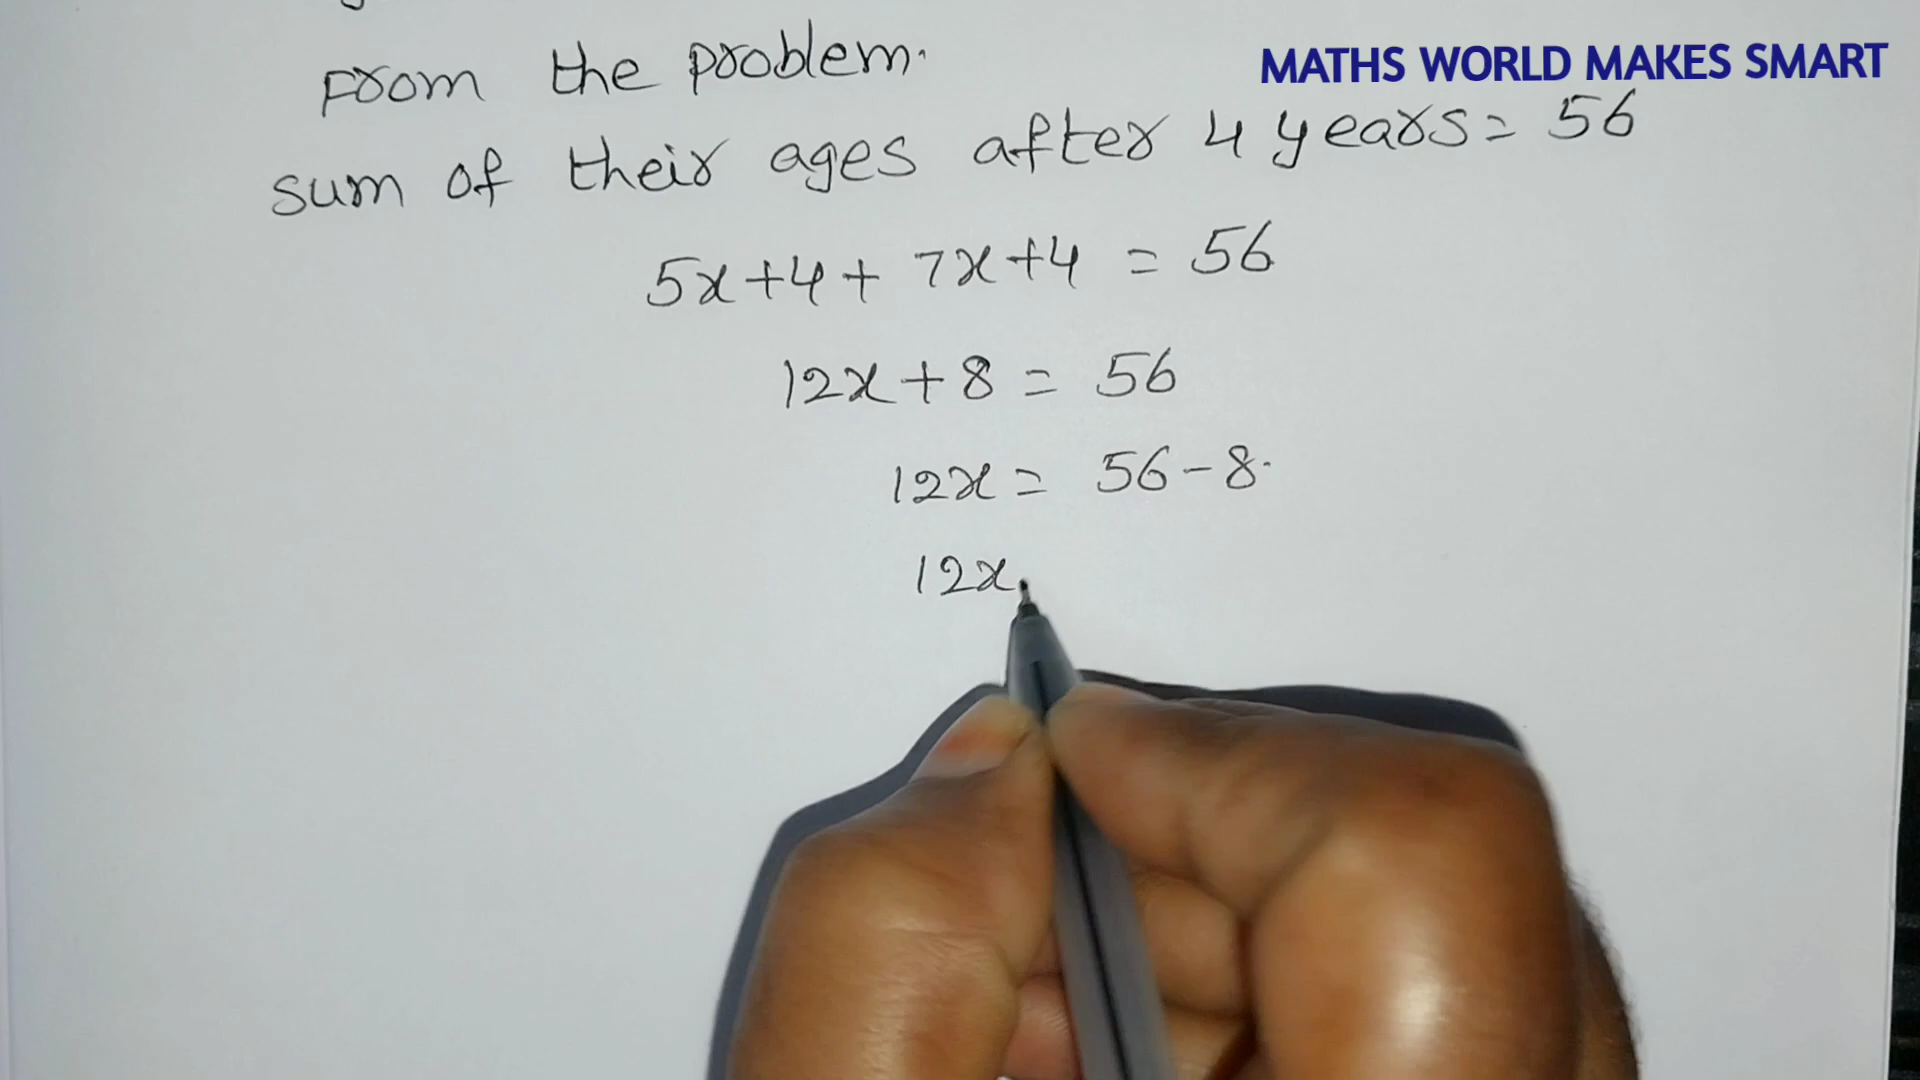 MATHS WORLD MAKES SMART
From the problem.
sum of their ages after 4 years = 56
5x+4+ 7x+4 = 56
12x+8 = 56
12x = 56-8.
12x